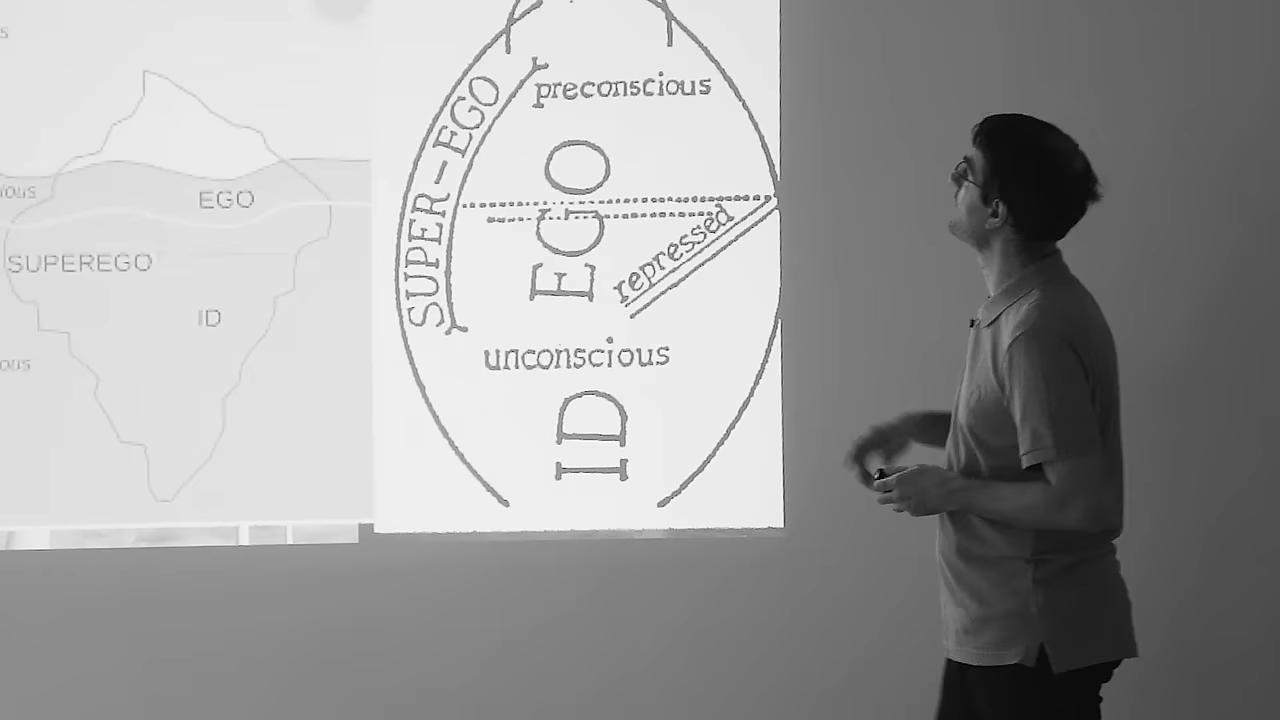 EGO
SUPEREGO
ID
preconscious
SUPER-EGO
EGO
repressed
unconscious
ID